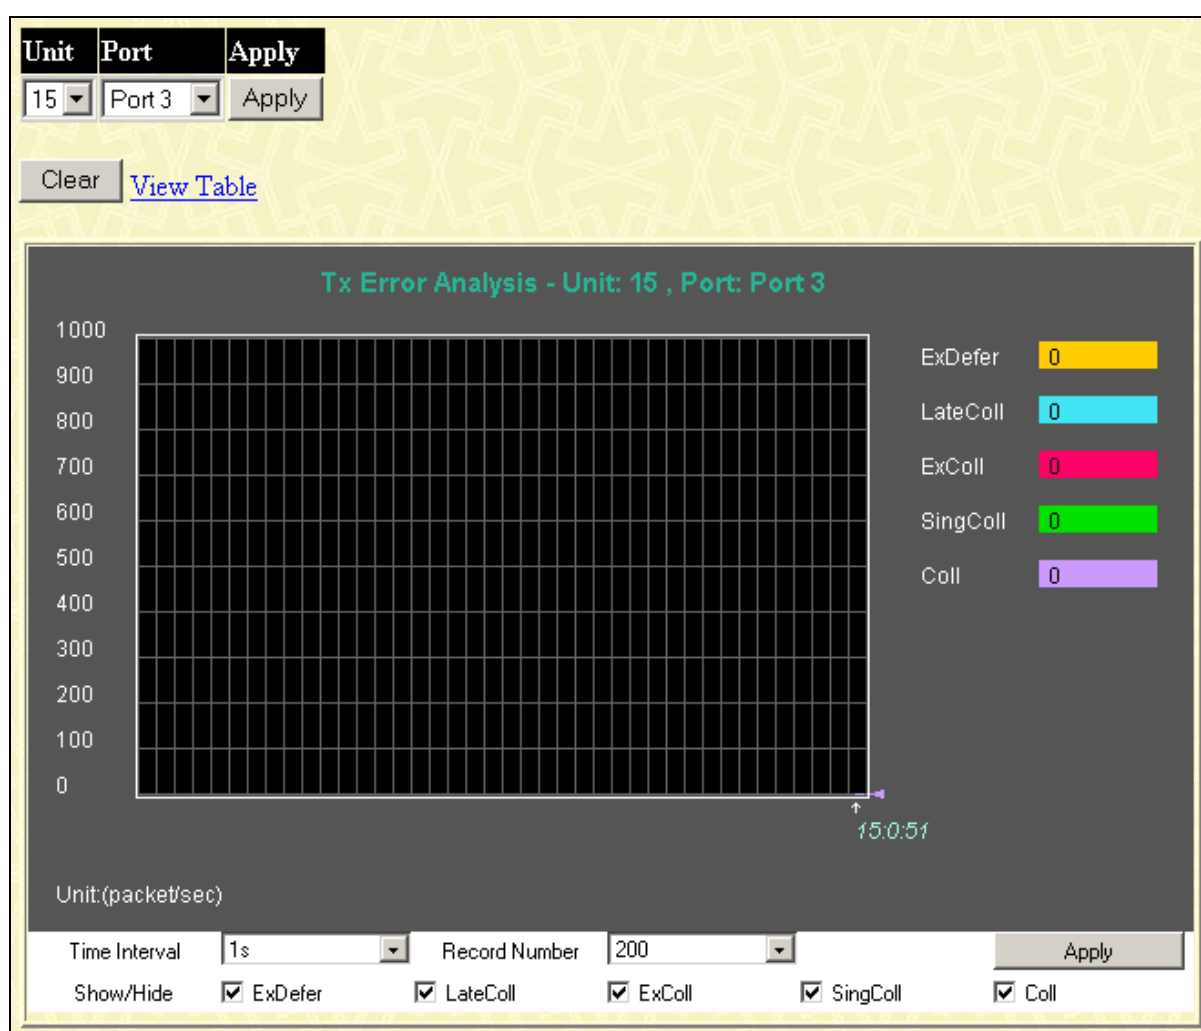 Unit Port Apply
15 Port 3 Apply
Clear View Table
Tx Error Analysis - Unit: 15 , Port: Port 3
1000
900
800
700
600
500
400
300
200
100
0
ExDefer 0
LateColl 0
ExColl 0
SingColl 0
Coll 0
15:0:51
Unit:(packet/sec)
Time Interval 1s Record Number 200 Apply
Show/Hide ExDefer LateColl ExColl SingColl Coll